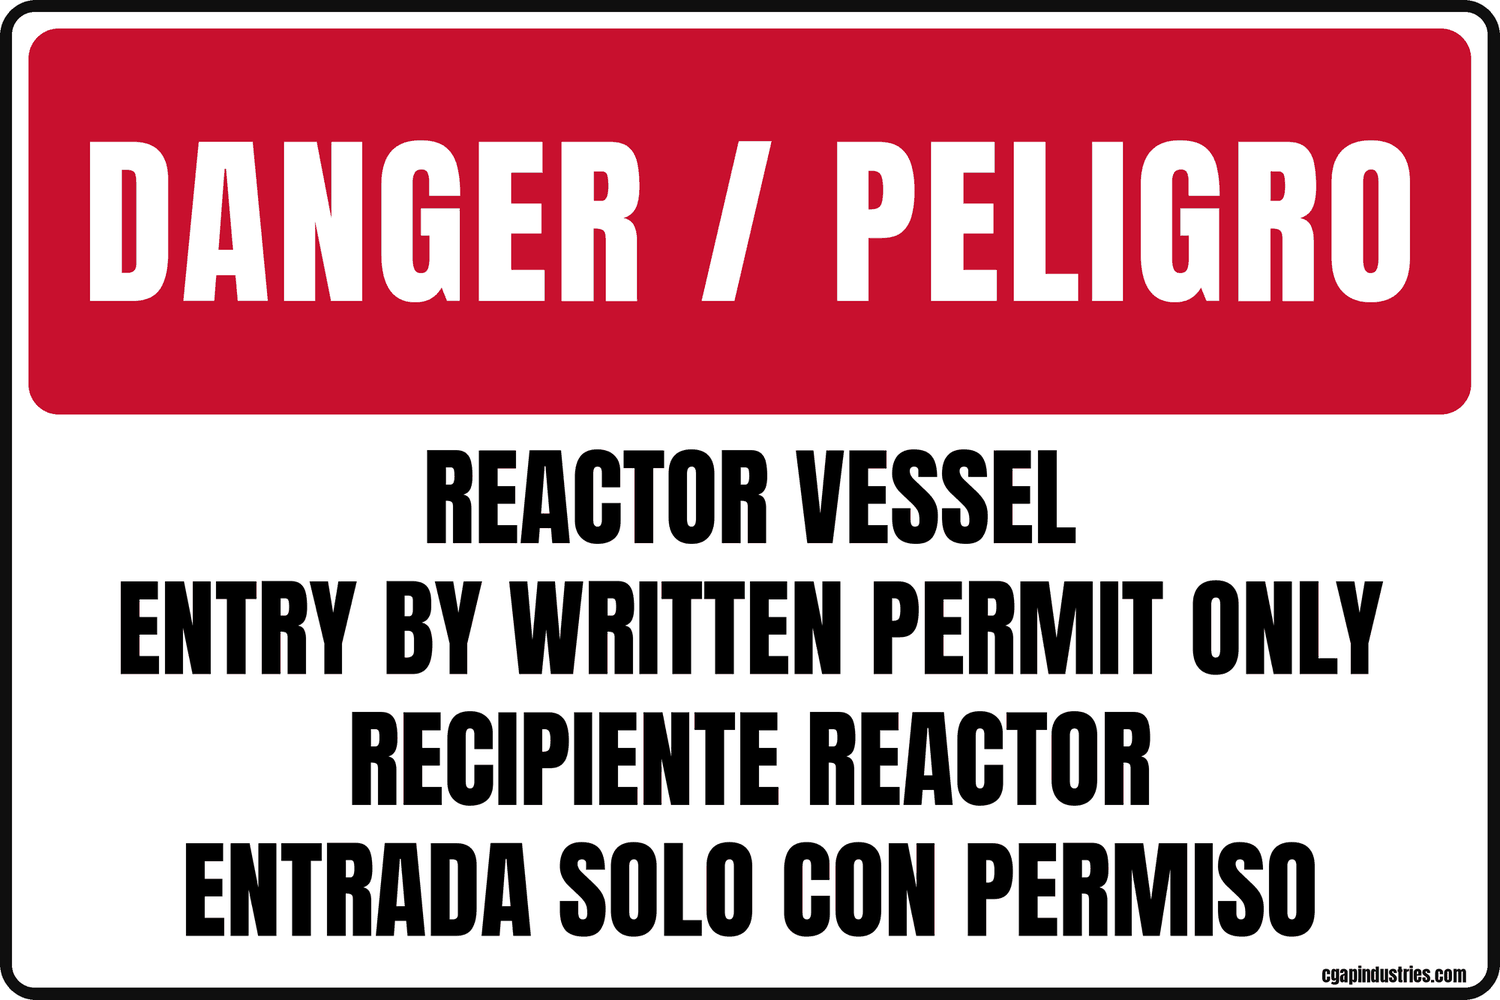 DANGER / PELIGRO
REACTOR VESSEL
ENTRY BY WRITTEN PERMIT ONLY
RECIPIENTE REACTOR
ENTRADA SOLO CON PERMISO
cgapindustries.com